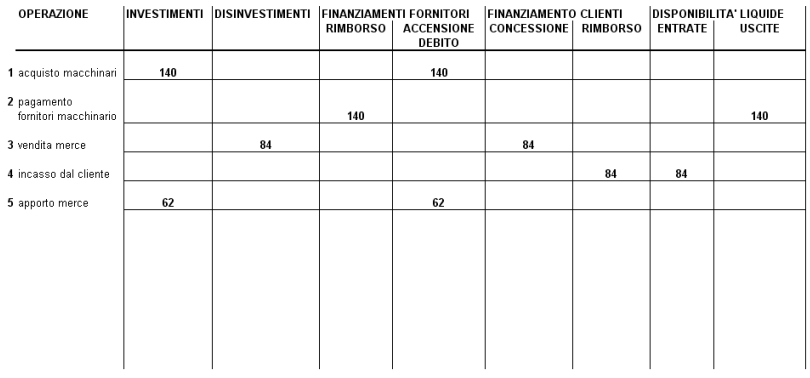 OPERAZIONE INVESTIMENTI DISINVESTIMENTI FINANZIAMENTI FORNITORI FINANZIAMENTO CLIENTI DISPONIBILITA' LIQUIDE
RIMBORSO ACCENSIONE CONCESSIONE RIMBORSO ENTRATE USCITE
DEBITO
1 acquisto macchinari 140 140
2 pagamento
fornitori macchinario 140 140
3 vendita merce 84 84
4 incasso dal cliente 84 84
5 apporto merce 62 62